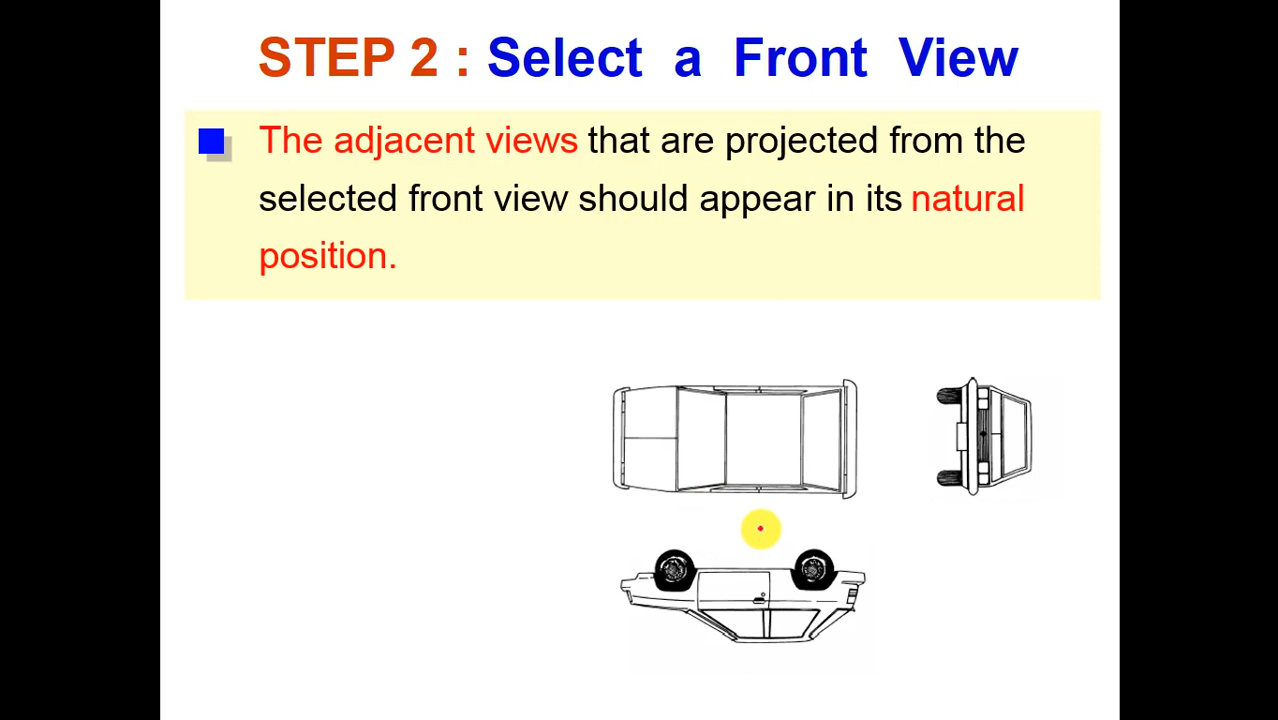 STEP 2 : Select a Front View
The adjacent views that are projected from the
selected front view should appear in its natural
position.